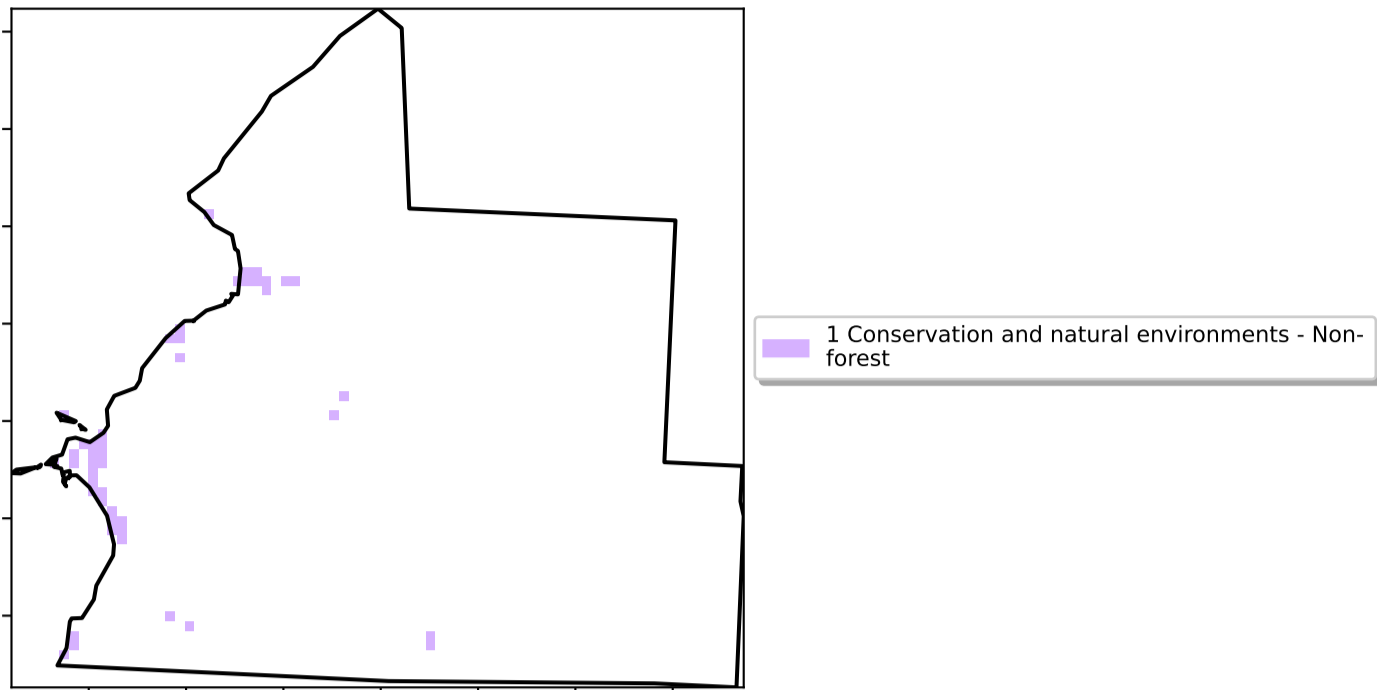 1 Conservation and natural environments - Non-
forest